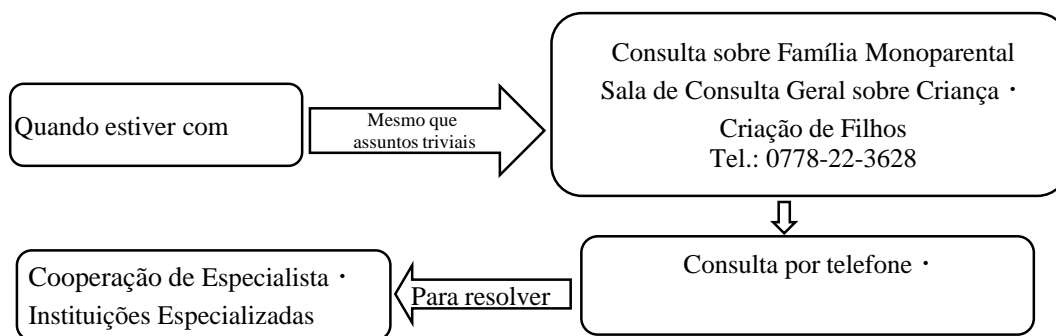 Quando estiver com
Mesmo que
assuntos triviais
Consulta sobre Família Monoparental
Sala de Consulta Geral sobre Criança・
Criação de Filhos
Tel.: 0778-22-3628
Consulta por telefone・
Para resolver
Cooperação de Especialista・
Instituições Especializadas